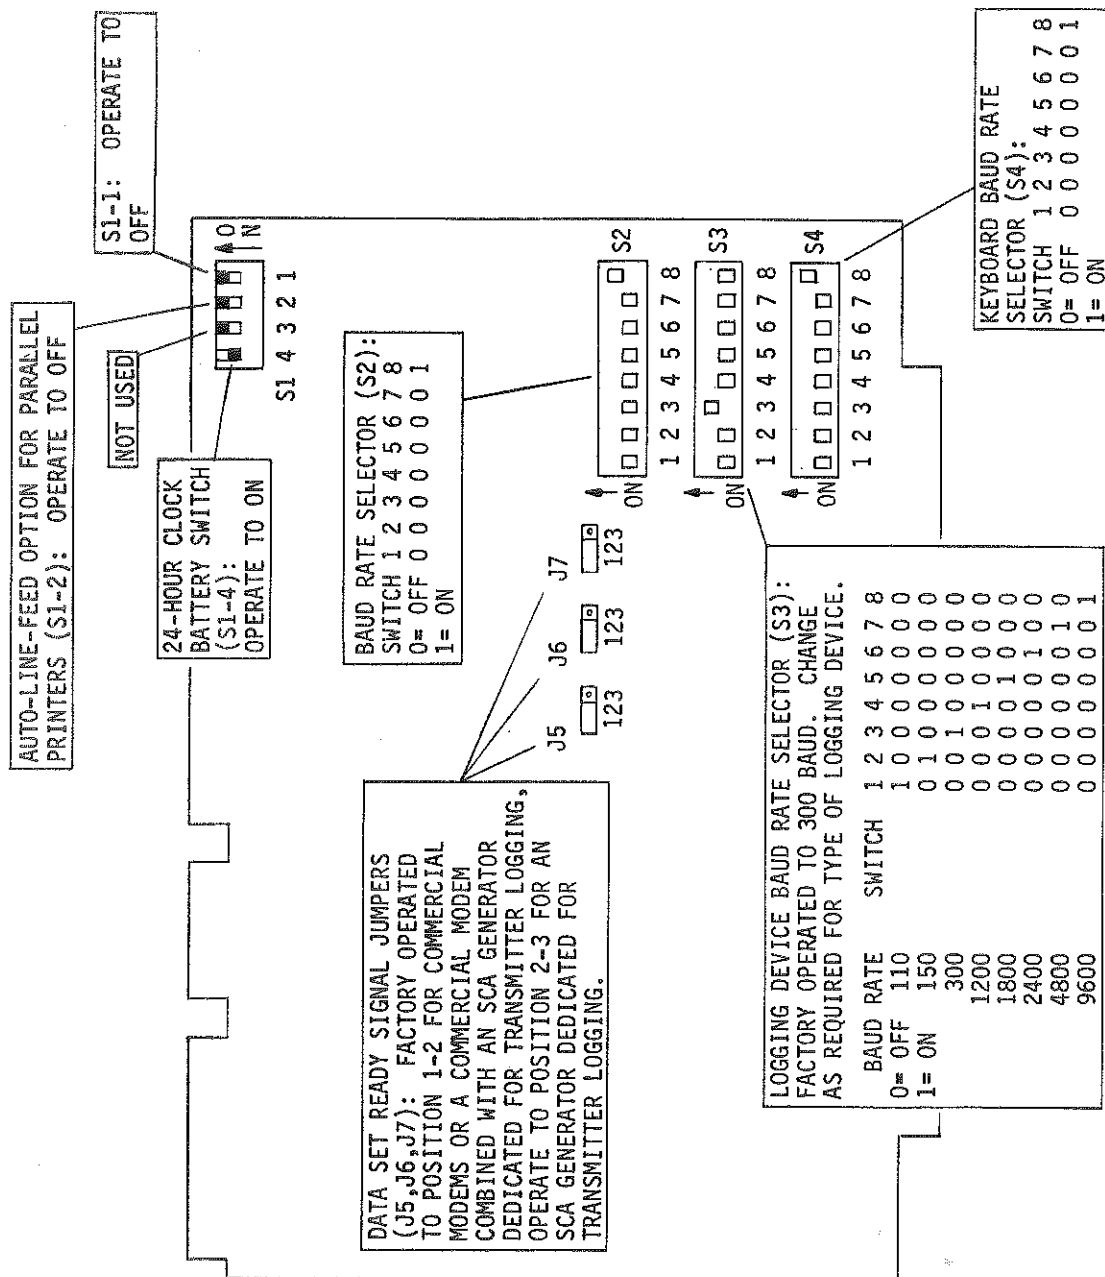 AUTO-LINE-FEED OPTION FOR PARALLEL
PRINTERS (S1-2): OPERATE TO OFF
S1-1: OPERATE TO
OFF
NOT USED
24-HOUR CLOCK
BATTERY SWITCH
(S1-4):
OPERATE TO ON
S1 4 3 2 1
ON
BAUD RATE SELECTOR (S2):
SWITCH 1 2 3 4 5 6 7 8
0= OFF 0 0 0 0 0 0 0 1
1= ON
DATA SET READY SIGNAL JUMPERS
(J5,J6,J7): FACTORY OPERATED
TO POSITION 1-2 FOR COMMERCIAL
MODEMS OR A COMMERCIAL MODEM
COMBINED WITH AN SCA GENERATOR
DEDICATED FOR TRANSMITTER LOGGING,
OPERATE TO POSITION 2-3 FOR AN
SCA GENERATOR DEDICATED FOR
TRANSMITTER LOGGING.
J5 J6 J7
123 123 123
ON S2
1 2 3 4 5 6 7 8
ON S3
1 2 3 4 5 6 7 8
ON S4
1 2 3 4 5 6 7 8
LOGGING DEVICE BAUD RATE SELECTOR (S3):
FACTORY OPERATED TO 300 BAUD. CHANGE
AS REQUIRED FOR TYPE OF LOGGING DEVICE.
BAUD RATE SWITCH 1 2 3 4 5 6 7 8
0= OFF 110 1 0 0 0 0 0 0 0
1= ON 150 0 1 0 0 0 0 0 0
300 0 0 1 0 0 0 0 0
1200 0 0 0 1 0 0 0 0
1800 0 0 0 0 1 0 0 0
2400 0 0 0 0 0 1 0 0
4800 0 0 0 0 0 0 1 0
9600 0 0 0 0 0 0 0 1
KEYBOARD BAUD RATE
SELECTOR (S4):
SWITCH 1 2 3 4 5 6 7 8
0= OFF 0 0 0 0 0 0 0 1
1= ON